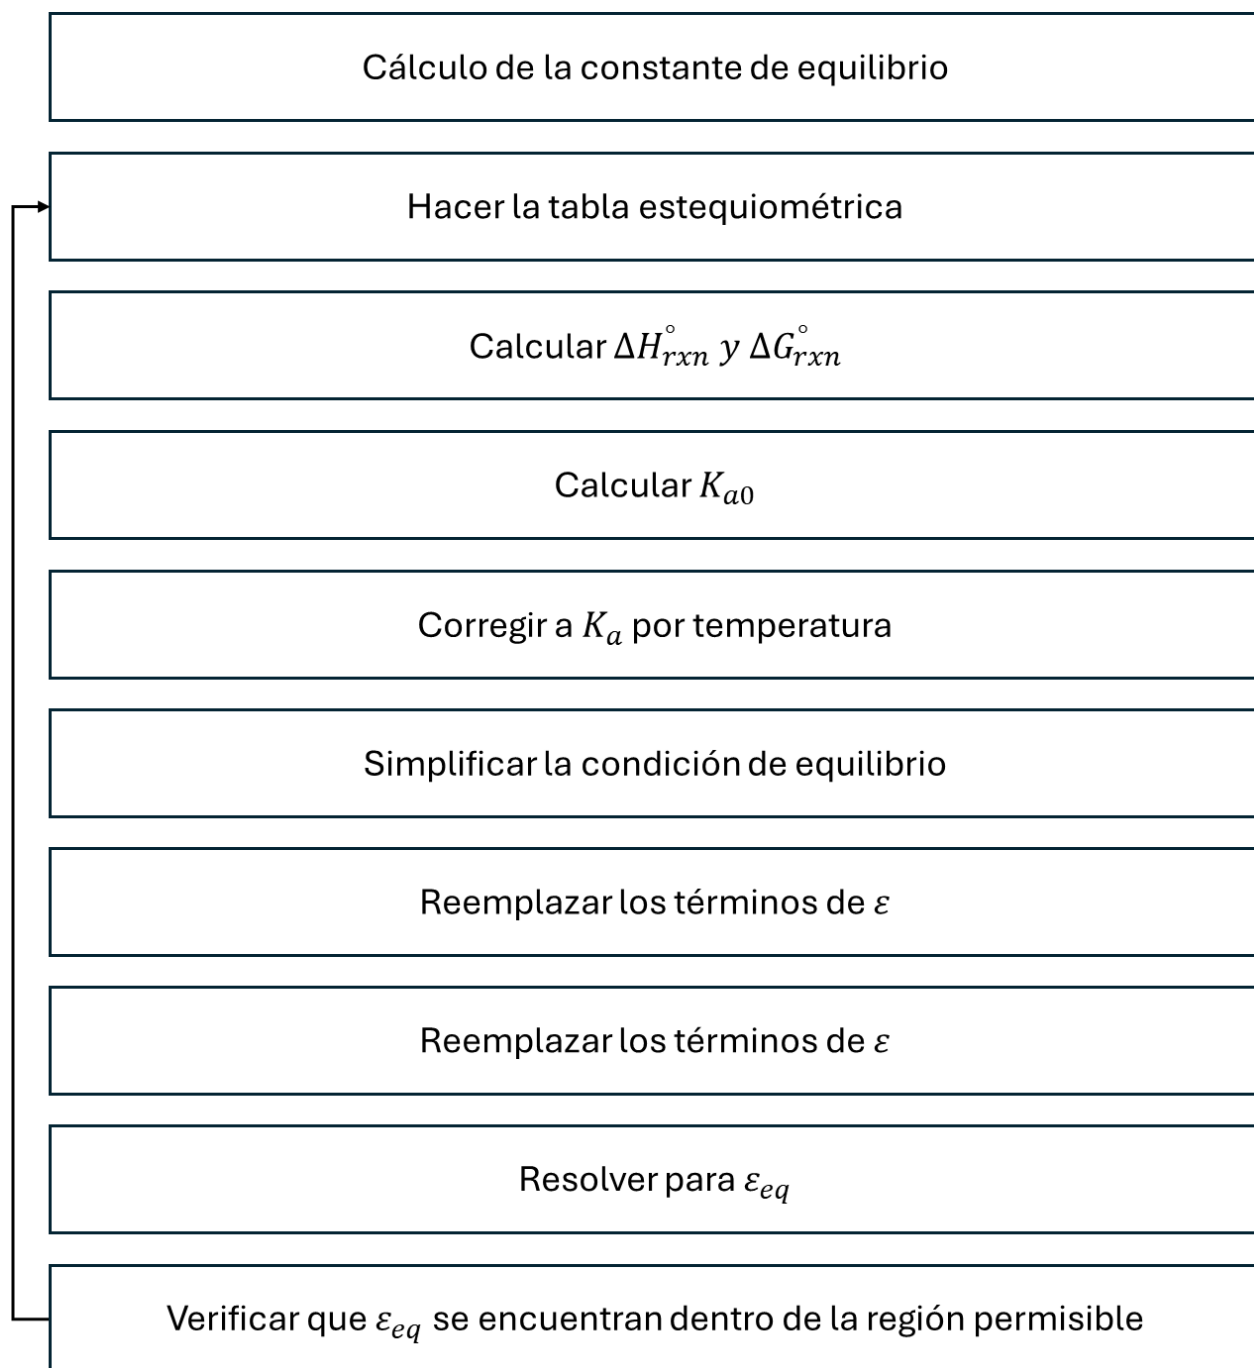 Cálculo de la constante de equilibrio
Hacer la tabla estequiométrica
Calcular ΔH°rxn y ΔG°rxn
Calcular Ka0
Corregir a Ka por temperatura
Simplificar la condición de equilibrio
Reemplazar los términos de ε
Reemplazar los términos de ε
Resolver para εeq
Verificar que εeq se encuentran dentro de la región permisible